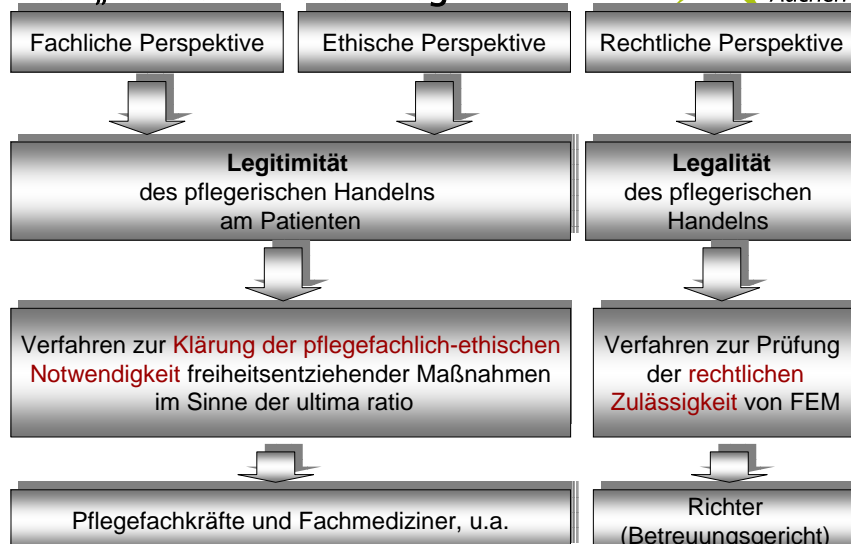 Fachliche Perspektive
Ethische Perspektive
Rechtliche Perspektive
Legitimität
des pflegerischen Handelns
am Patienten
Legalität
des pflegerischen
Handelns
Verfahren zur Klärung der pflegefachlich-ethischen
Notwendigkeit freiheitsentziehender Maßnahmen
im Sinne der ultima ratio
Verfahren zur Prüfung
der rechtlichen
Zulässigkeit von FEM
Pflegefachkräfte und Fachmediziner, u.a.
Richter
(Betreuungsgericht)